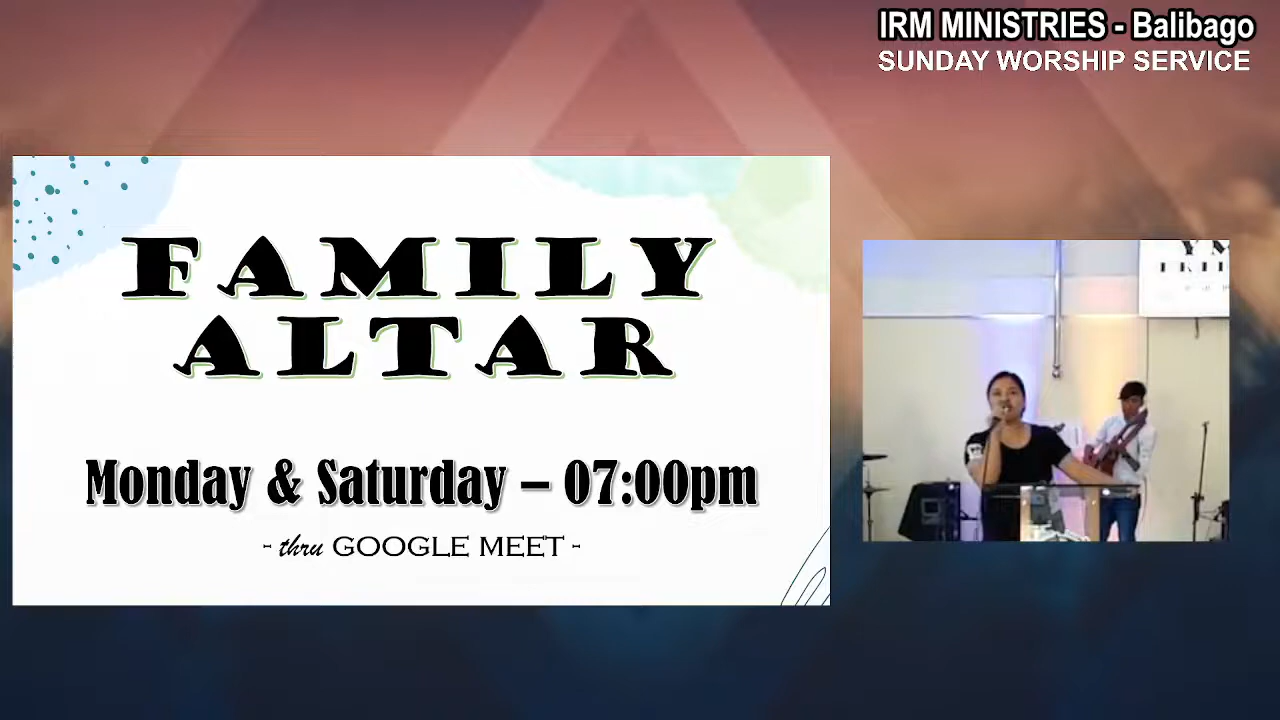 IRM MINISTRIES - Balibago
SUNDAY WORSHIP SERVICE
FAMILY
ALTAR
Monday & Saturday – 07:00pm
- thru GOOGLE MEET -